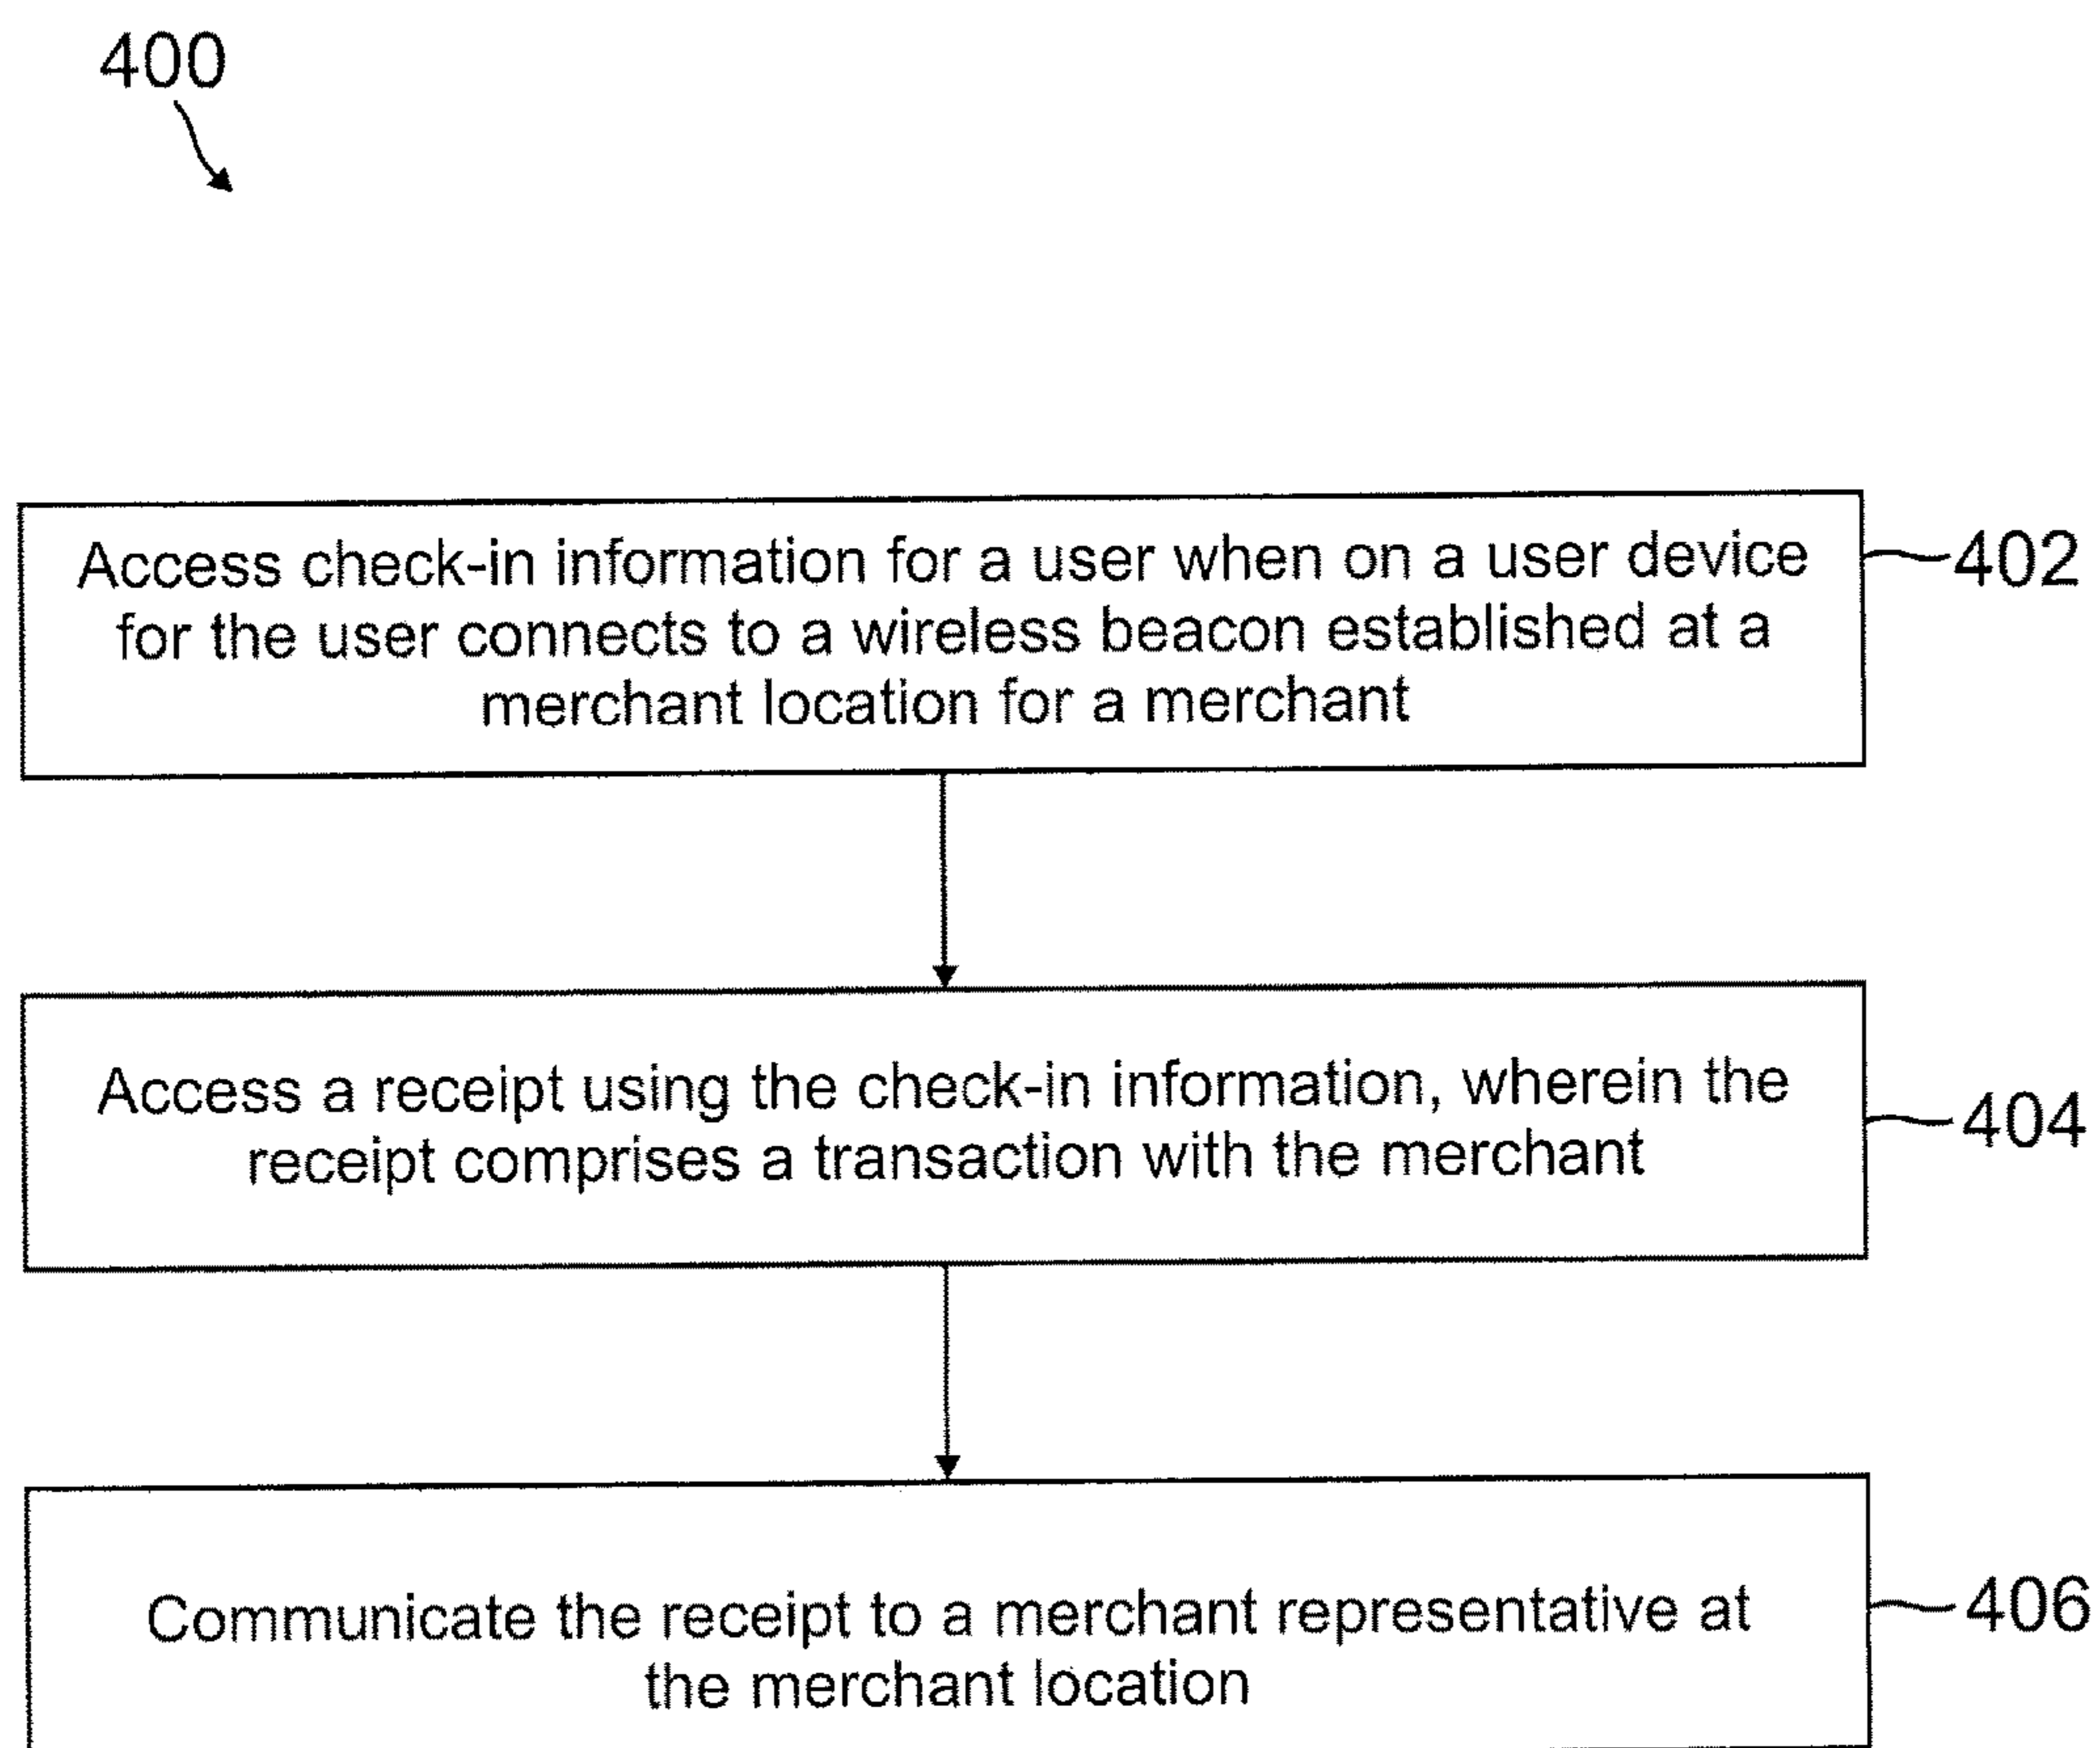 400
Access check-in information for a user when on a user device
for the user connects to a wireless beacon established at a
merchant location for a merchant
402
Access a receipt using the check-in information, wherein the
receipt comprises a transaction with the merchant
404
Communicate the receipt to a merchant representative at
the merchant location
406